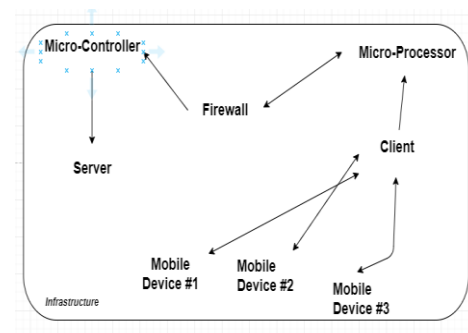 Micro-Controller
Micro-Processor
Firewall
Client
Server
Mobile
Device #1
Mobile
Device #2
Mobile
Device #3
Infrastructure